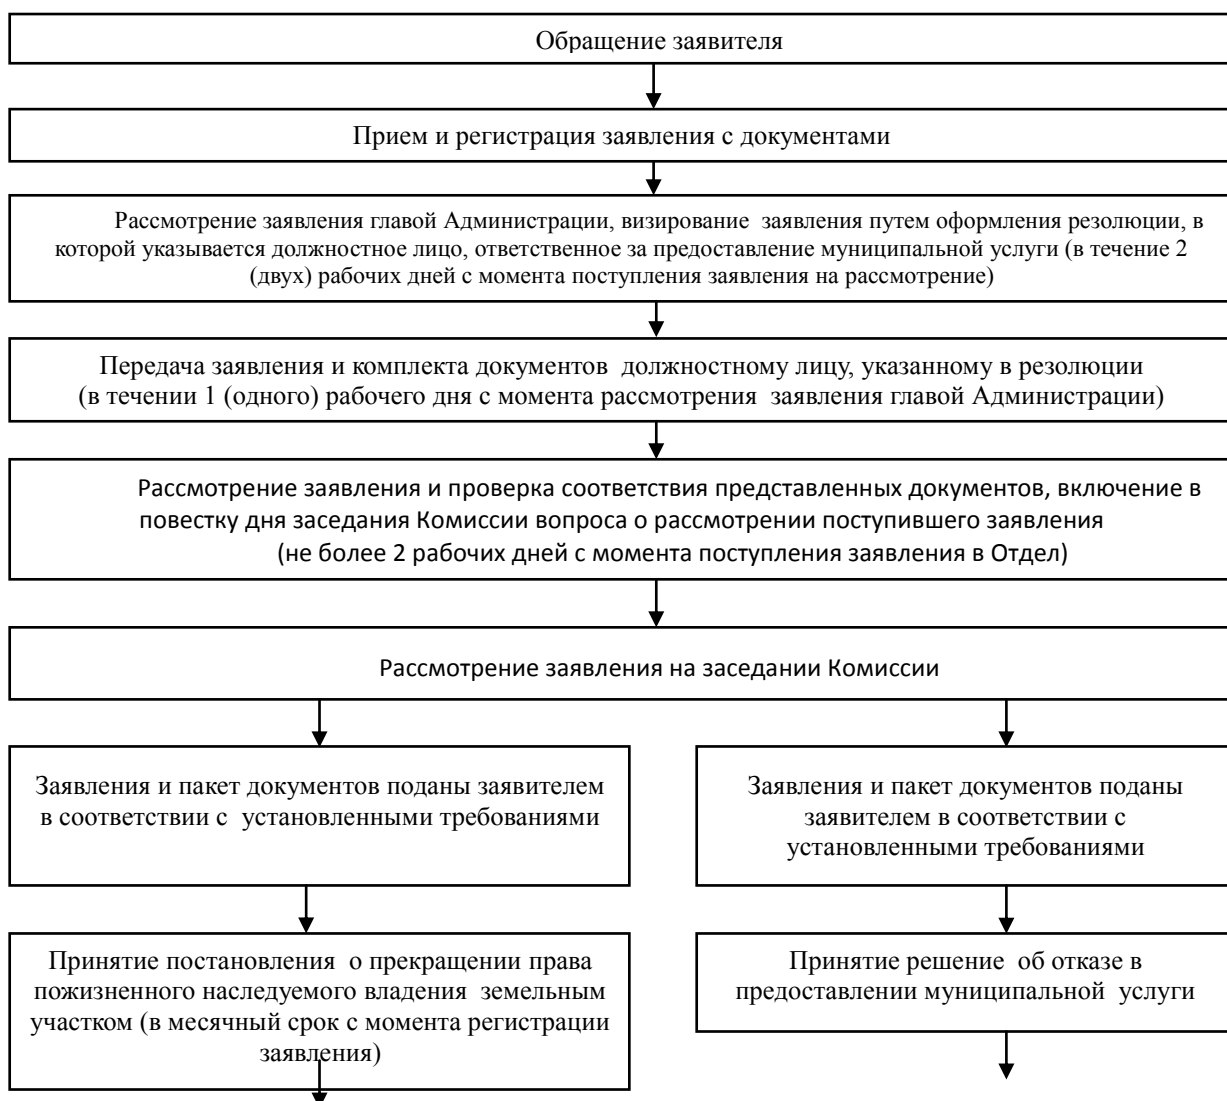 Обращение заявителя
Прием и регистрация заявления с документами
Рассмотрение заявления главой Администрации, визирование заявления путем оформления резолюции, в
которой указывается должностное лицо, ответственное за предоставление муниципальной услуги (в течение 2
(двух) рабочих дней с момента поступления заявления на рассмотрение)
Передача заявления и комплекта документов должностному лицу, указанному в резолюции
(в течении 1 (одного) рабочего дня с момента рассмотрения заявления главой Администрации)
Рассмотрение заявления и проверка соответствия представленных документов, включение в
повестку дня заседания Комиссии вопроса о рассмотрении поступившего заявления
(не более 2 рабочих дней с момента поступления заявления в Отдел)
Рассмотрение заявления на заседании Комиссии
Заявления и пакет документов поданы заявителем
в соответствии с установленными требованиями
Заявления и пакет документов поданы
заявителем в соответствии с
установленными требованиями
Принятие постановления о прекращении права
пожизненного наследуемого владения земельным
участком (в месячный срок с момента регистрации
заявления)
Принятие решение об отказе в
предоставлении муниципальной услуги